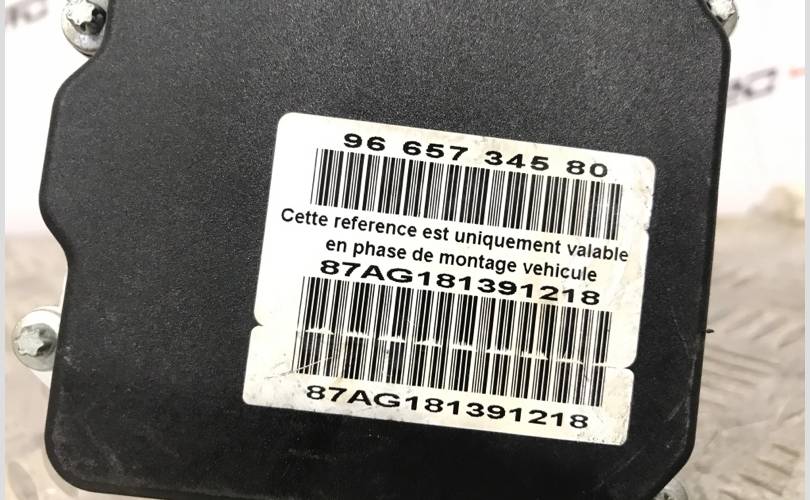 96 657 345 80
Cette reference est uniquement valable
en phase de montage vehicule
87AG181391218
87AG181391218